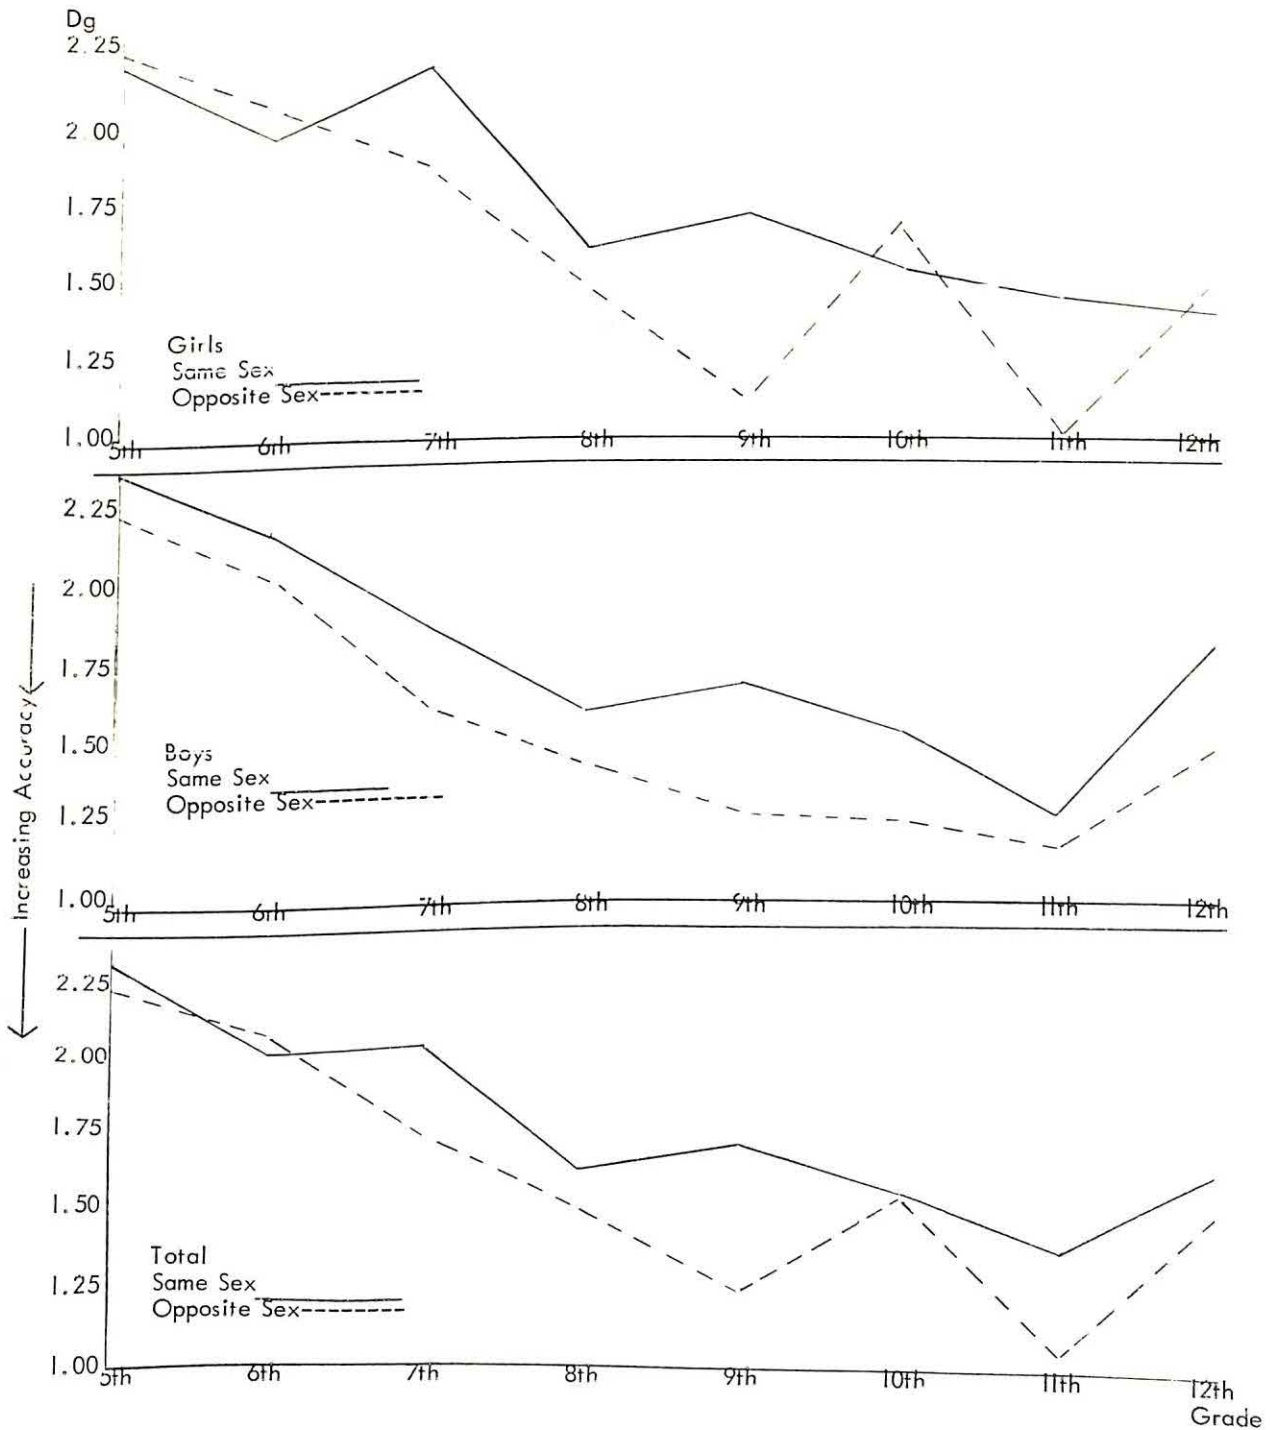 Dg
2.25
2.00
1.75
1.50
1.25
1.00
Girls
Same Sex
Opposite Sex
5th 6th 7th 8th 9th 10th 11th 12th
2.25
2.00
1.75
1.50
1.25
1.00
Boys
Same Sex
Opposite Sex
5th 6th 7th 8th 9th 10th 11th 12th
Increasing Accuracy
2.25
2.00
1.75
1.50
1.25
1.00
Total
Same Sex
Opposite Sex
5th 6th 7th 8th 9th 10th 11th 12th
Grade